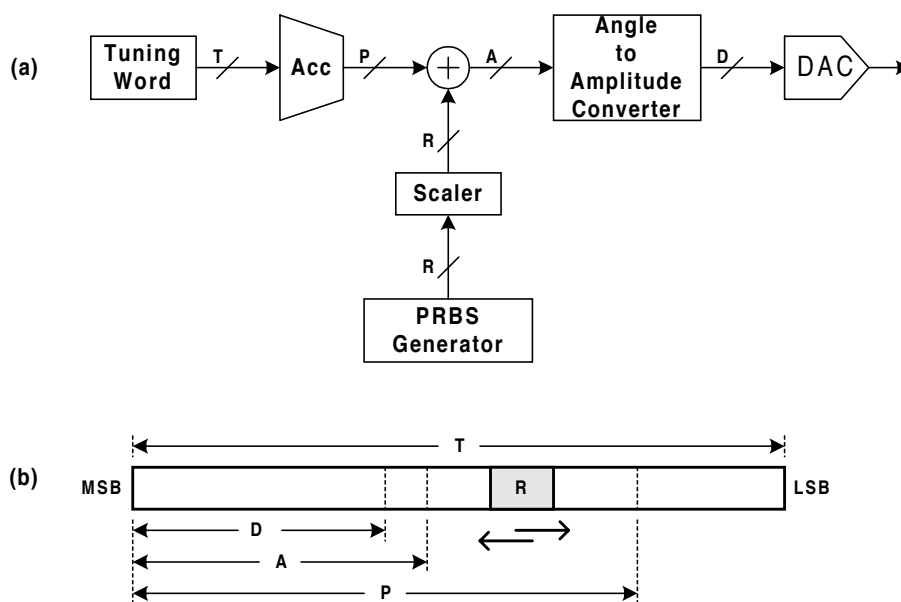 (a)
Tuning
Word
T
Acc
P
A
Angle
to
Amplitude
Converter
D
DAC
R
Scaler
R
PRBS
Generator
(b)
T
MSB
R
LSB
D
A
P